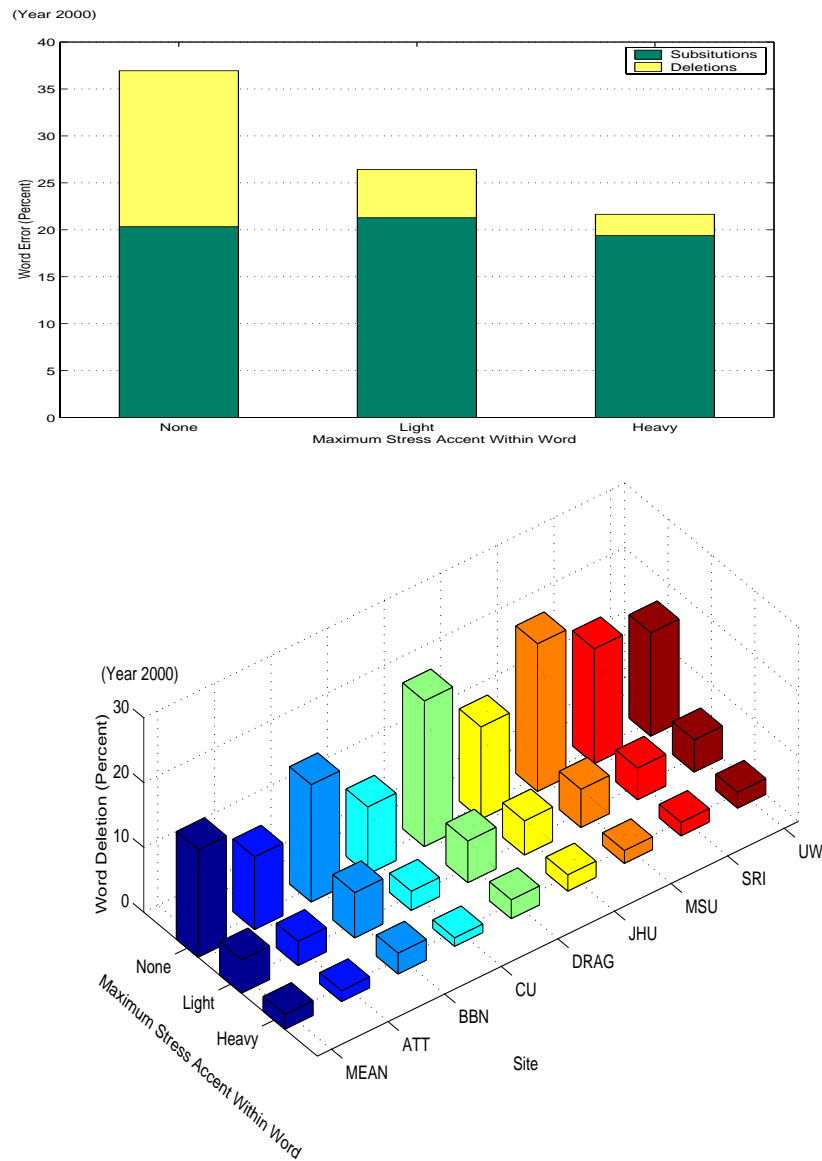 (Year 2000)
40
35
30
25
20
15
10
5
0
Word Error (Percent)
Subsitutions
Deletions
None Light Heavy
Maximum Stress Accent Within Word
(Year 2000)
30
20
10
0
Word Deletion (Percent)
None
Light
Heavy
Maximum Stress Accent Within Word
MEAN
ATT
BBN
CU
DRAG
JHU
MSU
SRI
UW
Site